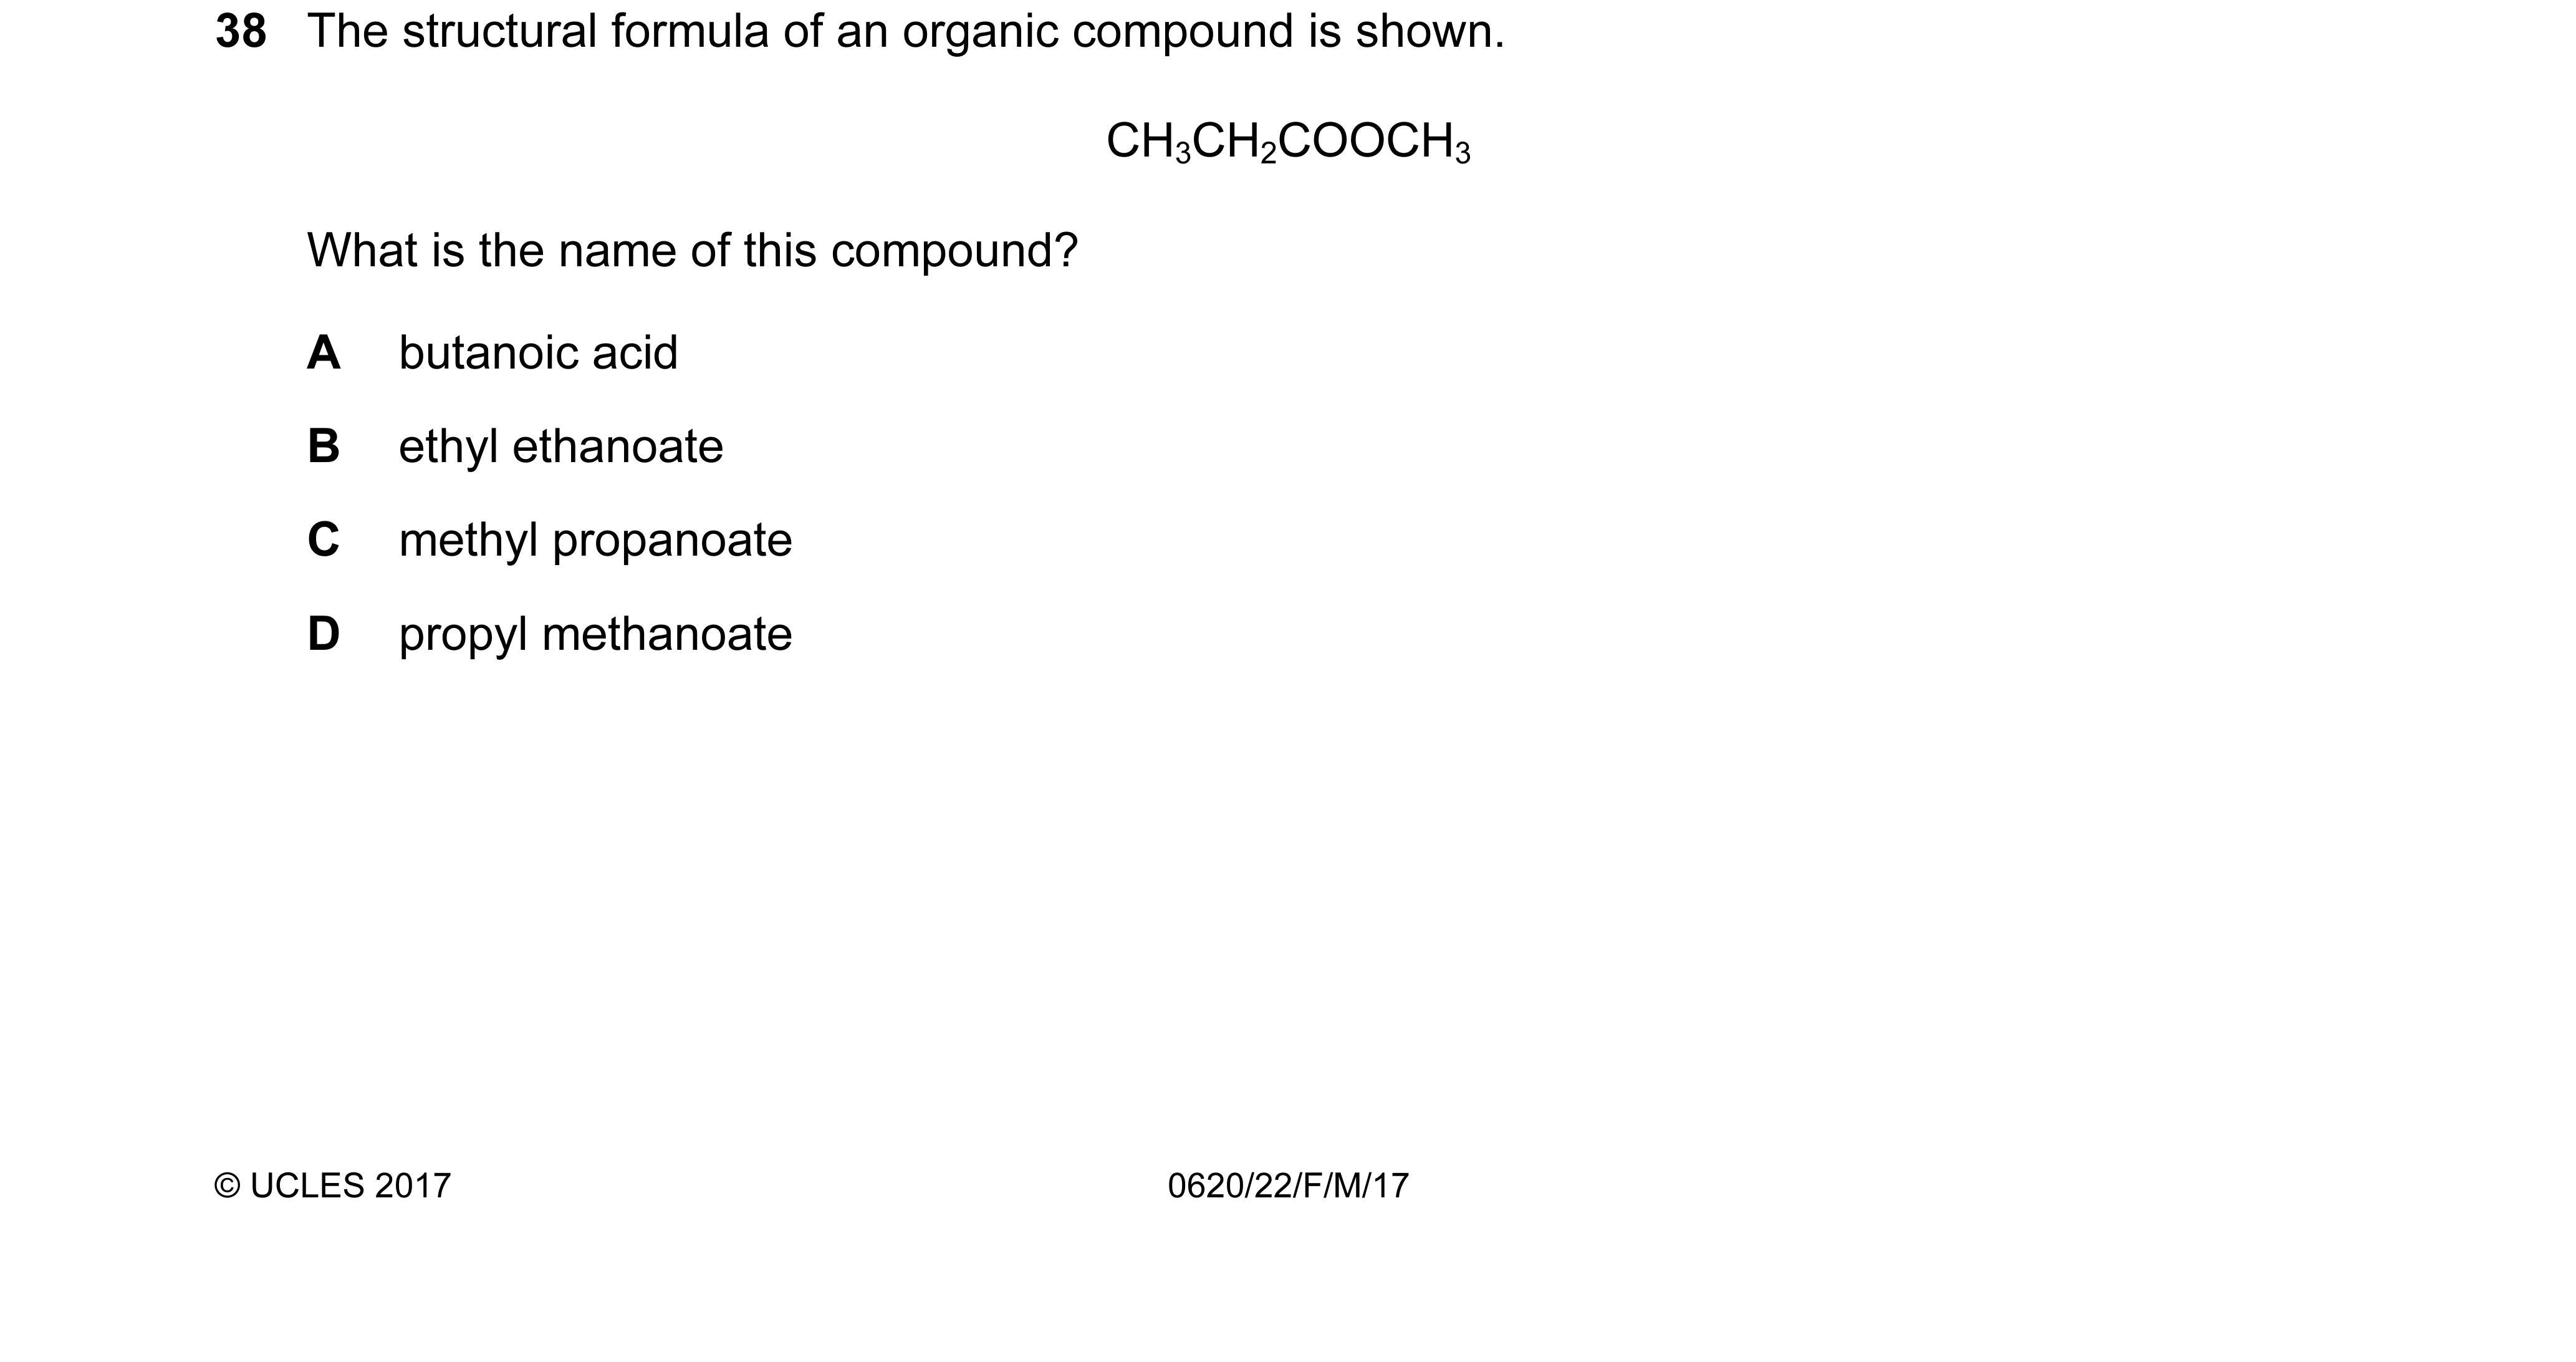 38 The structural formula of an organic compound is shown.
CH₃CH₂COOCH₃
What is the name of this compound?
A butanoic acid
B ethyl ethanoate
C methyl propanoate
D propyl methanoate
© UCLES 2017 0620/22/F/M/17